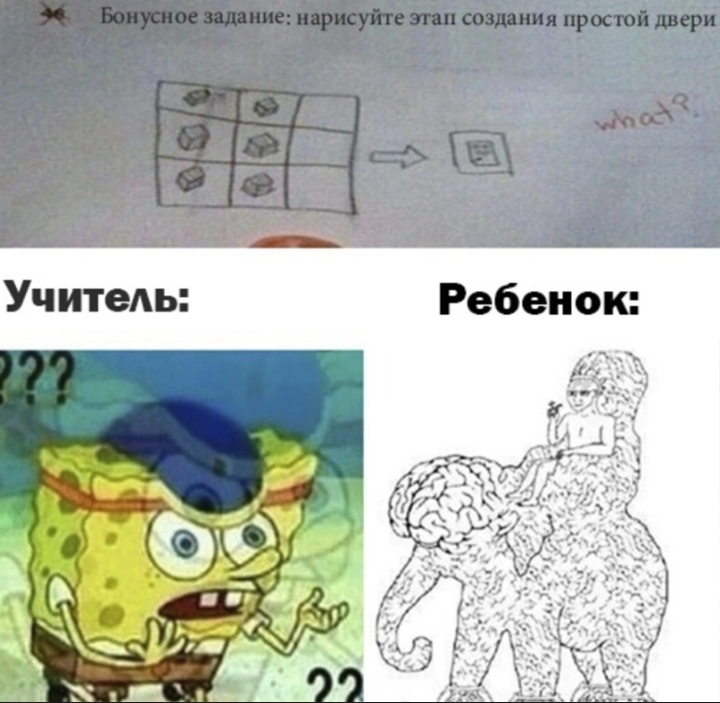 Бонусное задание: нарисуйте этап создания простой двери
what?
Учитель:
Ребенок:
???
??